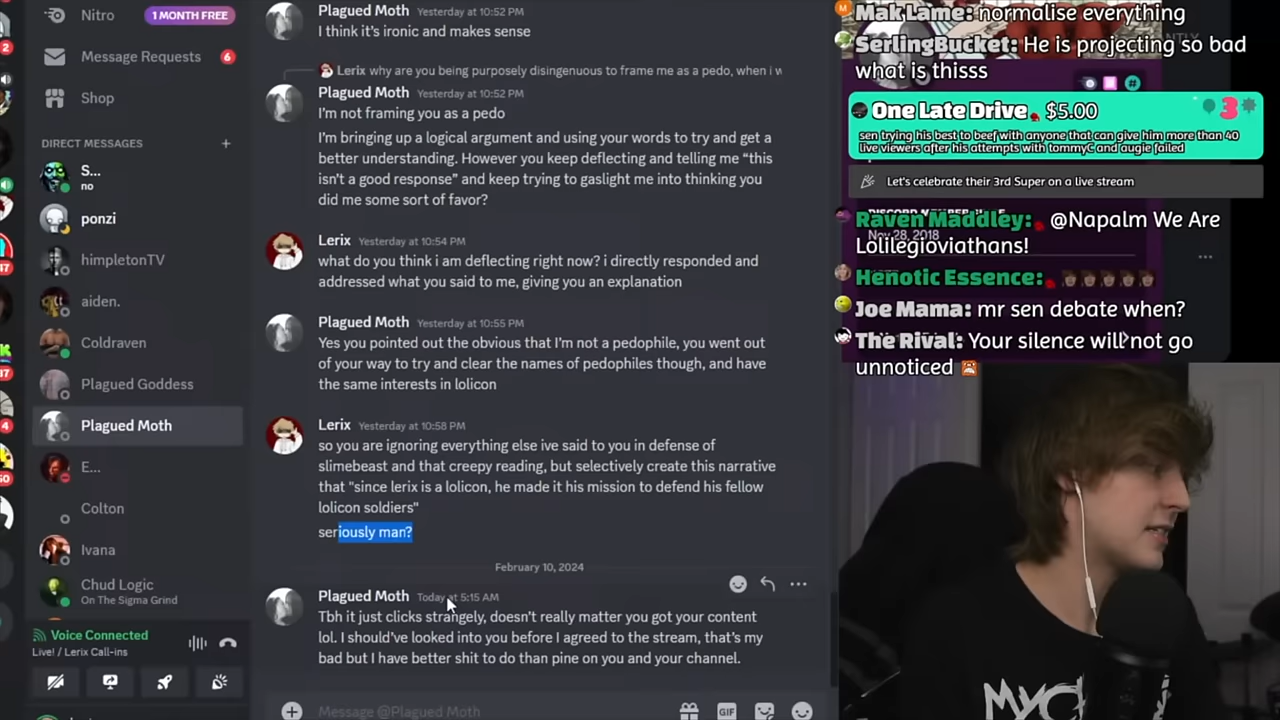 Nitro
1 MONTH FREE
Message Requests
6
Shop
DIRECT MESSAGES
S...
no
ponzi
himpletonTV
aiden.
Coldraven
Plagued Goddess
Plagued Moth
E...
Colton
Ivana
Chud Logic
On The Sigma Grind
Voice Connected
Live! / Lerix Call-ins
Plagued Moth Yesterday at 10:52 PM
I think it's ironic and makes sense
Lerix why are you being purposely disingenuous to frame me as a pedo, when i w
Plagued Moth Yesterday at 10:52 PM
I'm not framing you as a pedo
I'm bringing up a logical argument and using your words to try and get a
better understanding. However you keep deflecting and telling me "this
isn't a good response" and keep trying to gaslight me into thinking you
did me some sort of favor?
Lerix Yesterday at 10:54 PM
what do you think i am deflecting right now? i directly responded and
addressed what you said to me, giving you an explanation
Plagued Moth Yesterday at 10:55 PM
Yes you pointed out the obvious that I'm not a pedophile, you went out
of your way to try and clear the names of pedophiles though, and have
the same interests in lolicon
Lerix Yesterday at 10:58 PM
so you are ignoring everything else ive said to you in defense of
slimebeast and that creepy reading, but selectively create this narrative
that "since lerix is a lolicon, he made it his mission to defend his fellow
lolicon soldiers"
seriously man?
February 10, 2024
Plagued Moth Today at 5:15 AM
Tbh it just clicks strangely, doesn't really matter you got your content
lol. I should've looked into you before I agreed to the stream, that's my
bad but I have better shit to do than pine on you and your channel.
Message @Plagued Moth
GIF
Mak Lame: normalise everything
SerlingBucket: He is projecting so bad
what is thisss
One Late Drive $5.00
3
sen trying his best to beef with anyone that can give him more than 40
live viewers after his attempts with tommyC and augie failed
Let's celebrate their 3rd Super on a live stream
Raven Maddley: @Napalm We Are
Nov 28, 2018
Lolilegioviathans!
Henotic Essence:
Joe Mama: mr sen debate when?
The Rival: Your silence will not go
unnoticed